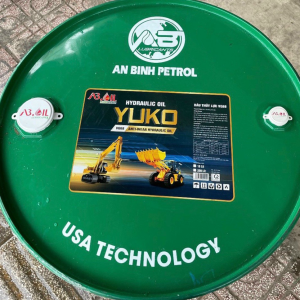 AB
LUBRICANTS
AN BINH PETROL
AB OIL
HYDRAULIC OIL
YUKO
ANTI-WEAR HYDRAULIC OIL
DẦU THUỶ LỰC
AB OIL
USA TECHNOLOGY